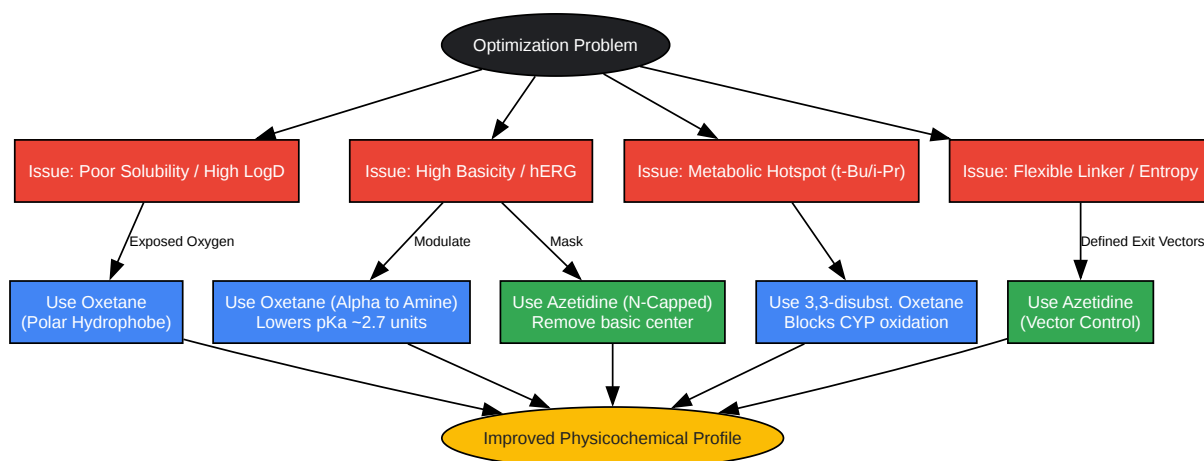 Optimization Problem
Issue: Poor Solubility / High LogD
Issue: High Basicity / hERG
Issue: Metabolic Hotspot (t-Bu/i-Pr)
Issue: Flexible Linker / Entropy
Exposed Oxygen
Modulate
Mask
Defined Exit Vectors
Use Oxetane
(Polar Hydrophobe)
Use Oxetane (Alpha to Amine)
Lowers pKa ~2.7 units
Use Azetidine (N-Capped)
Remove basic center
Use 3,3-disubst. Oxetane
Blocks CYP oxidation
Use Azetidine
(Vector Control)
Improved Physicochemical Profile